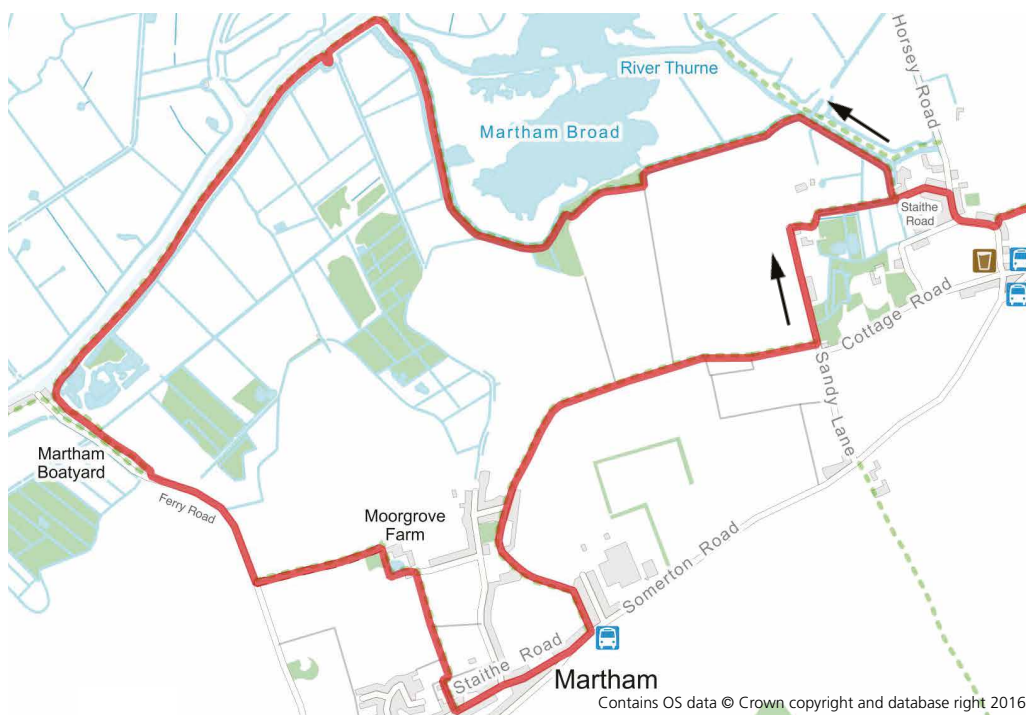 Horsey Road
River Thurne
Martham Broad
Staithe
Road
Cottage Road
Sandy Lane
Martham
Boatyard
Ferry Road
Moorgrove
Farm
Somerton Road
Staithe Road
Martham
Contains OS data © Crown copyright and database right 2016